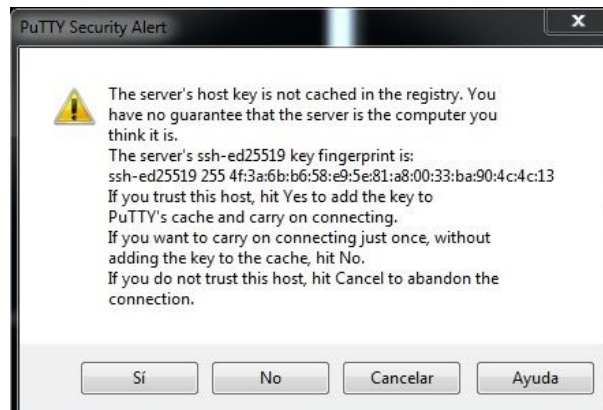 PuTTY Security Alert
x
The server's host key is not cached in the registry. You
have no guarantee that the server is the computer you
think it is.
The server's ssh-ed25519 key fingerprint is:
ssh-ed25519 255 4f:3a:6b:b6:58:e9:5e:81:a8:00:33:ba:90:4c:4c:13
If you trust this host, hit Yes to add the key to
PuTTY's cache and carry on connecting.
If you want to carry on connecting just once, without
adding the key to the cache, hit No.
If you do not trust this host, hit Cancel to abandon the
connection.
Sí No Cancelar Ayuda